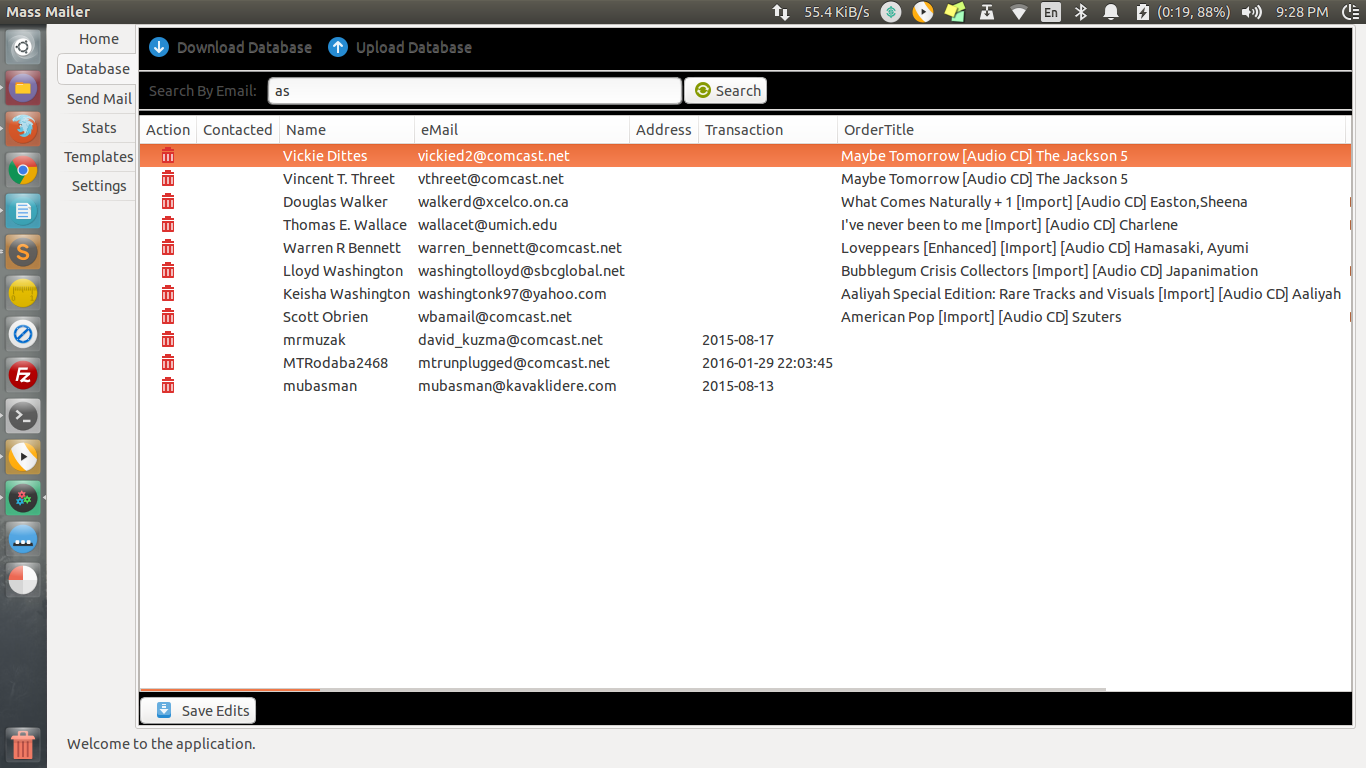 Mass Mailer 55.4 KiB/s En (0:19, 88%) 9:28 PM
Home
Database
Send Mail
Stats
Templates
Settings
Download Database Upload Database
Search By Email: as Search
Action Contacted Name eMail Address Transaction OrderTitle
Vickie Dittes vickied2@comcast.net Maybe Tomorrow [Audio CD] The Jackson 5
Vincent T. Threet vthreet@comcast.net Maybe Tomorrow [Audio CD] The Jackson 5
Douglas Walker walkerd@xcelco.on.ca What Comes Naturally + 1 [Import] [Audio CD] Easton,Sheena
Thomas E. Wallace wallacet@umich.edu I've never been to me [Import] [Audio CD] Charlene
Warren R Bennett warren_bennett@comcast.net Loveppears [Enhanced] [Import] [Audio CD] Hamasaki, Ayumi
Lloyd Washington washingtolloyd@sbcglobal.net Bubblegum Crisis Collectors [Import] [Audio CD] Japanimation
Keisha Washington washingtonk97@yahoo.com Aaliyah Special Edition: Rare Tracks and Visuals [Import] [Audio CD] Aaliyah
Scott Obrien wbamail@comcast.net American Pop [Import] [Audio CD] Szuters
mrmuzak david_kuzma@comcast.net 2015-08-17
MTRodaba2468 mtrunplugged@comcast.net 2016-01-29 22:03:45
mubasman mubasman@kavaklidere.com 2015-08-13
Save Edits
Welcome to the application.